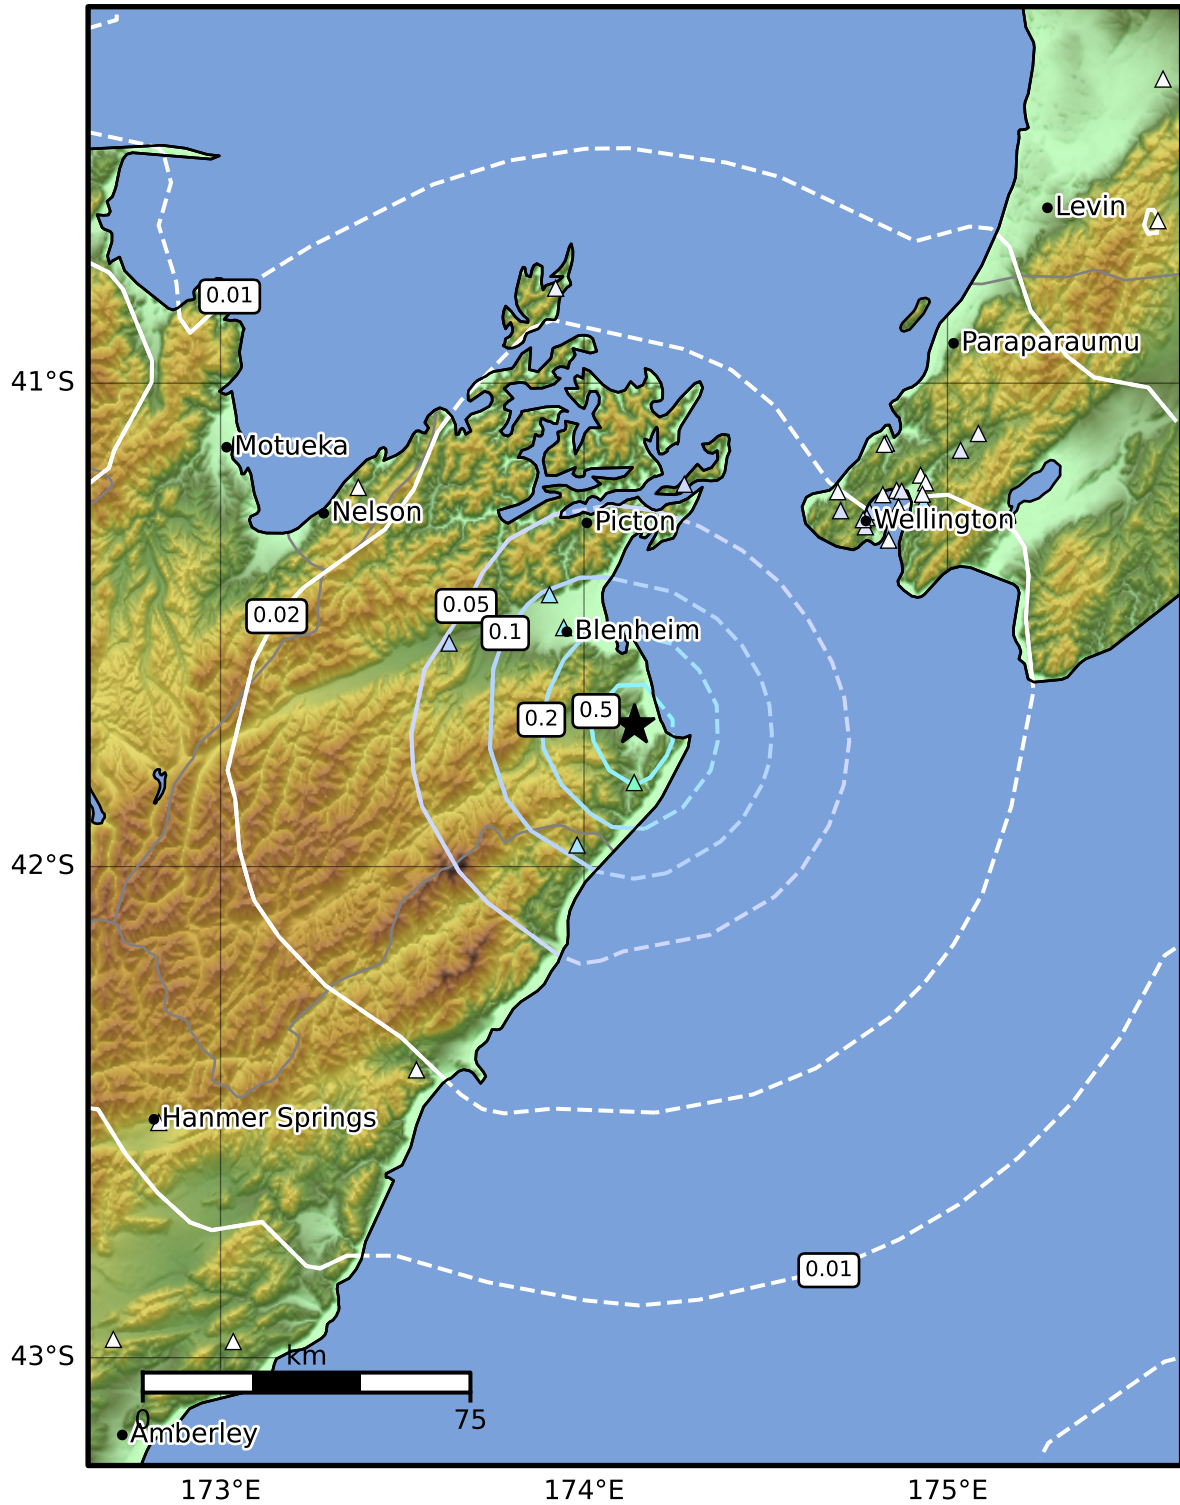 Levin
0.01
Paraparaumu
41°S
Motueka
Nelson
Picton
Wellington
0.05
0.02
0.1
Blenheim
0.5
0.2
42°S
Hanmer Springs
0.01
43°S
km
0
75
Amberley
173°E
174°E
175°E